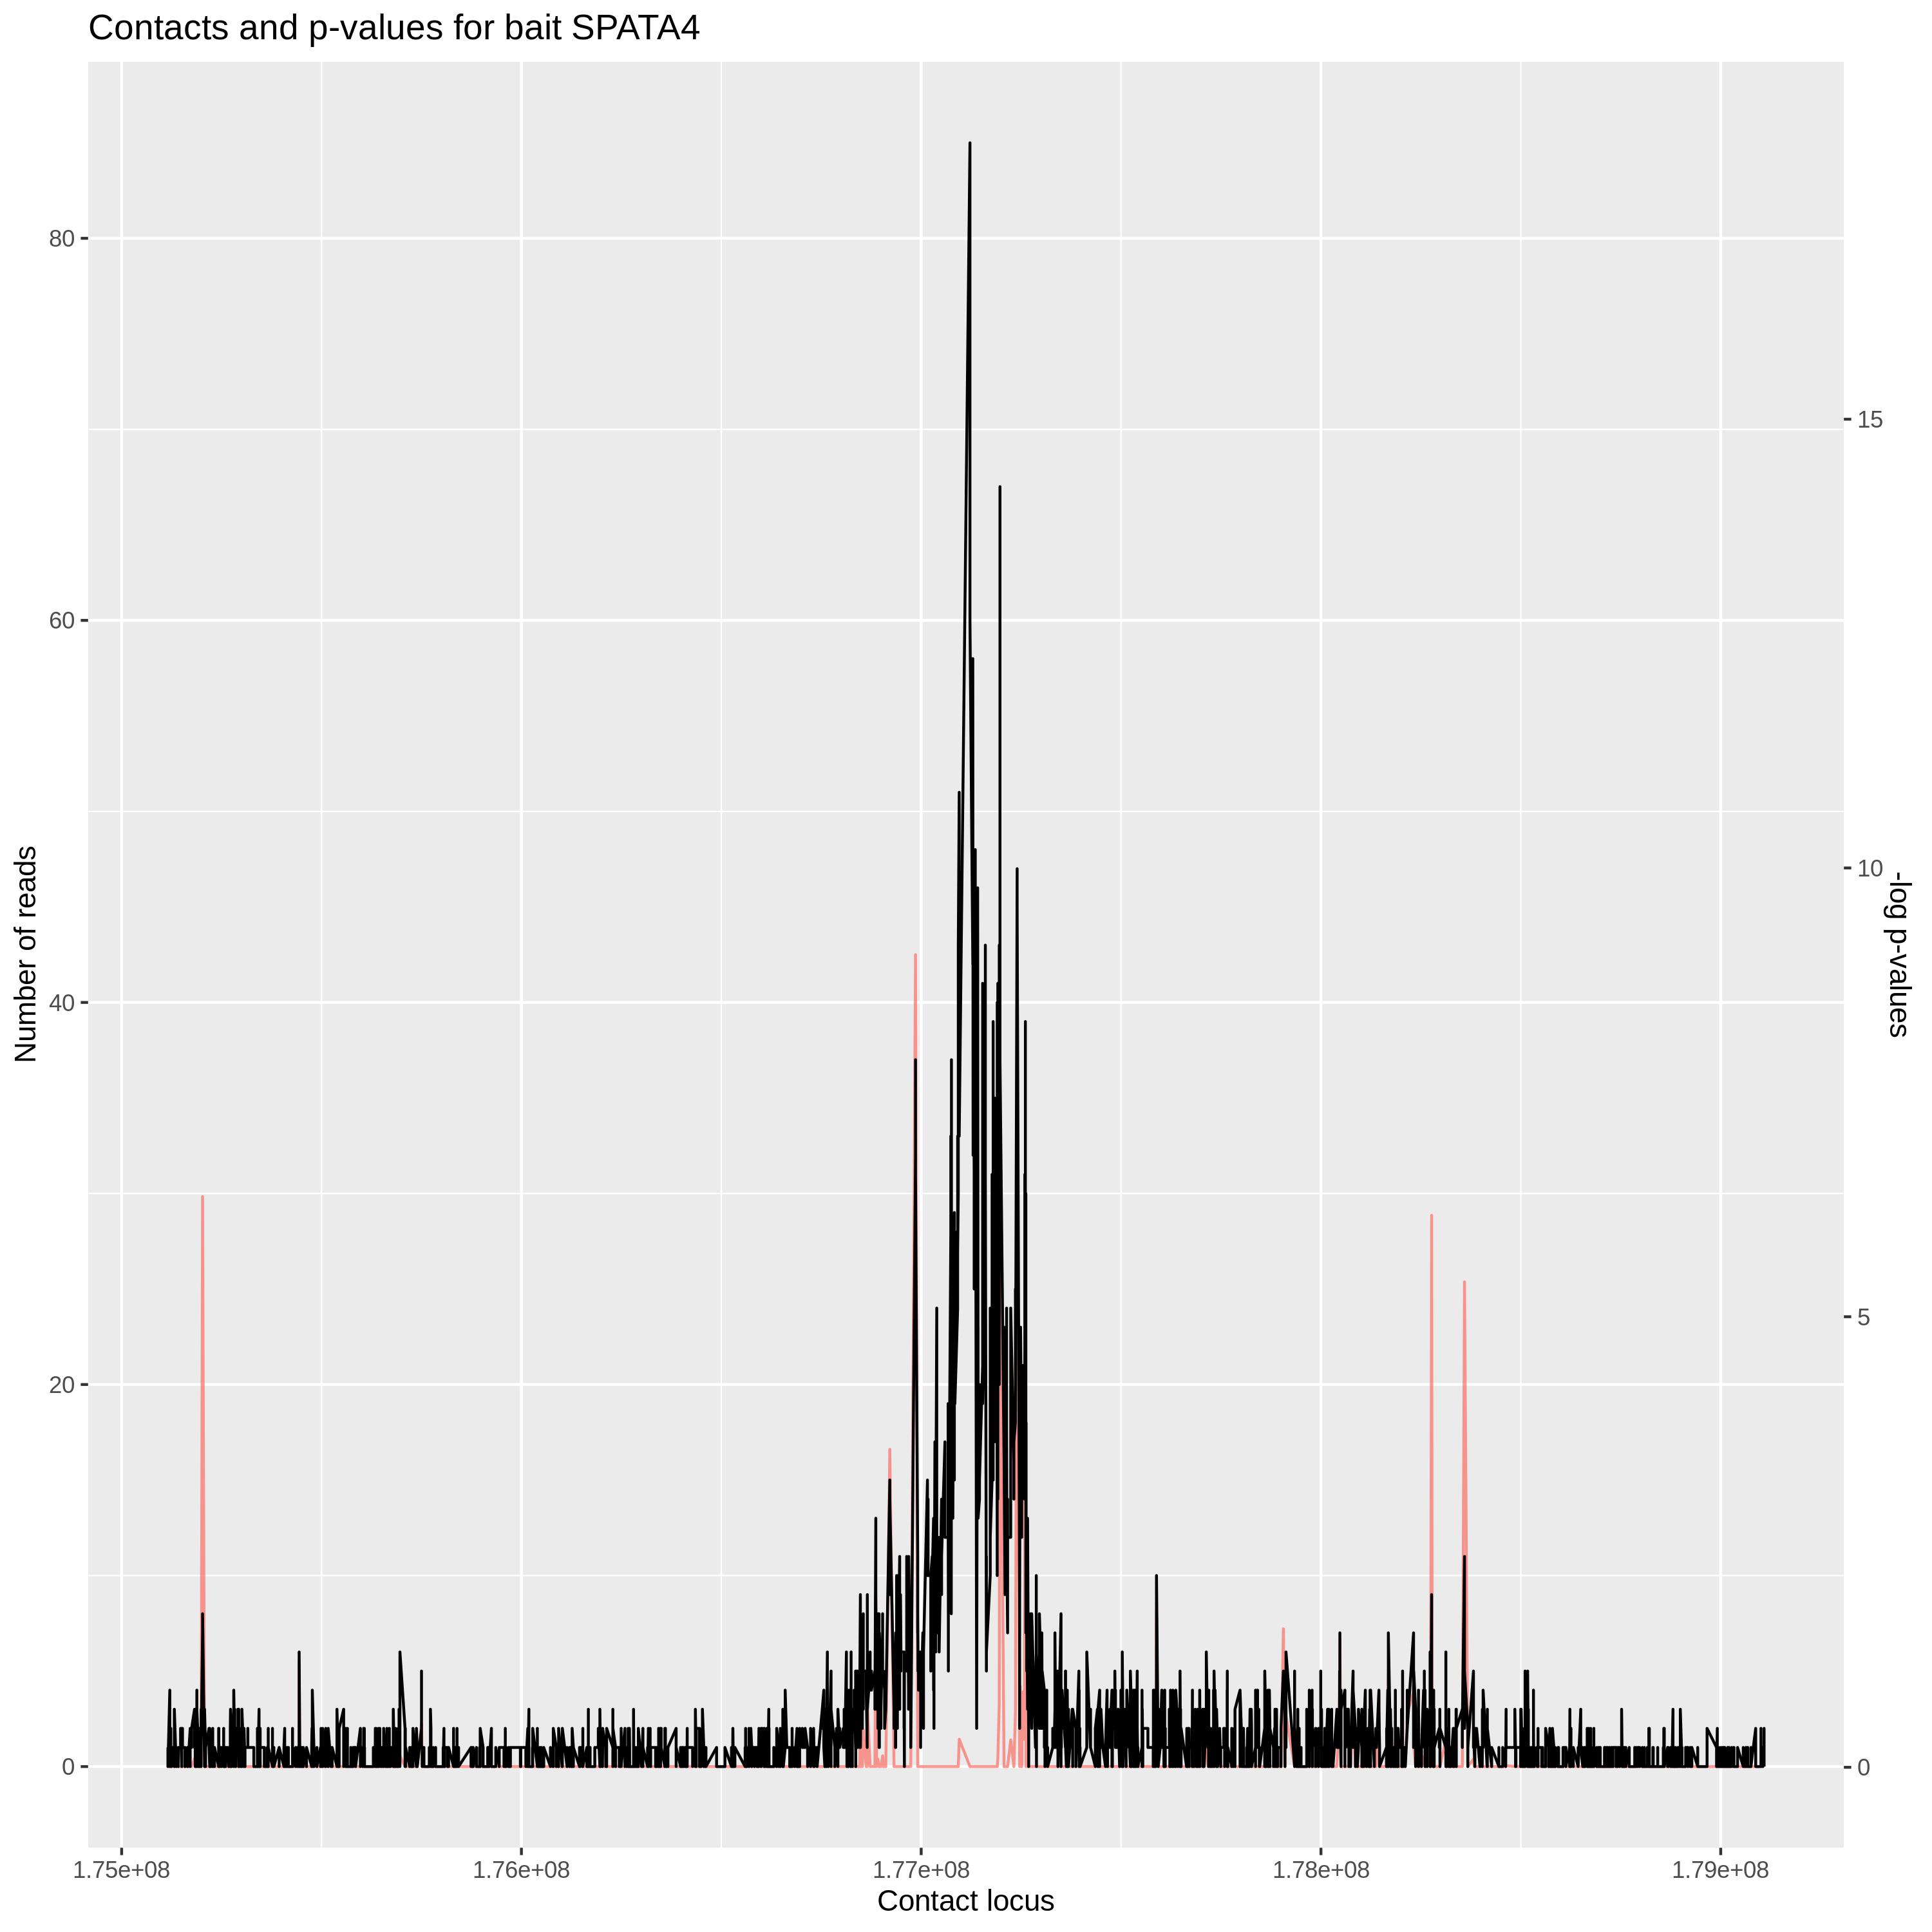 Contacts and p-values for bait SPATA4
80
60
40
20
0
Number of reads
15
10
5
0
-log p-values
1.75e+08
1.76e+08
1.77e+08
1.78e+08
1.79e+08
Contact locus